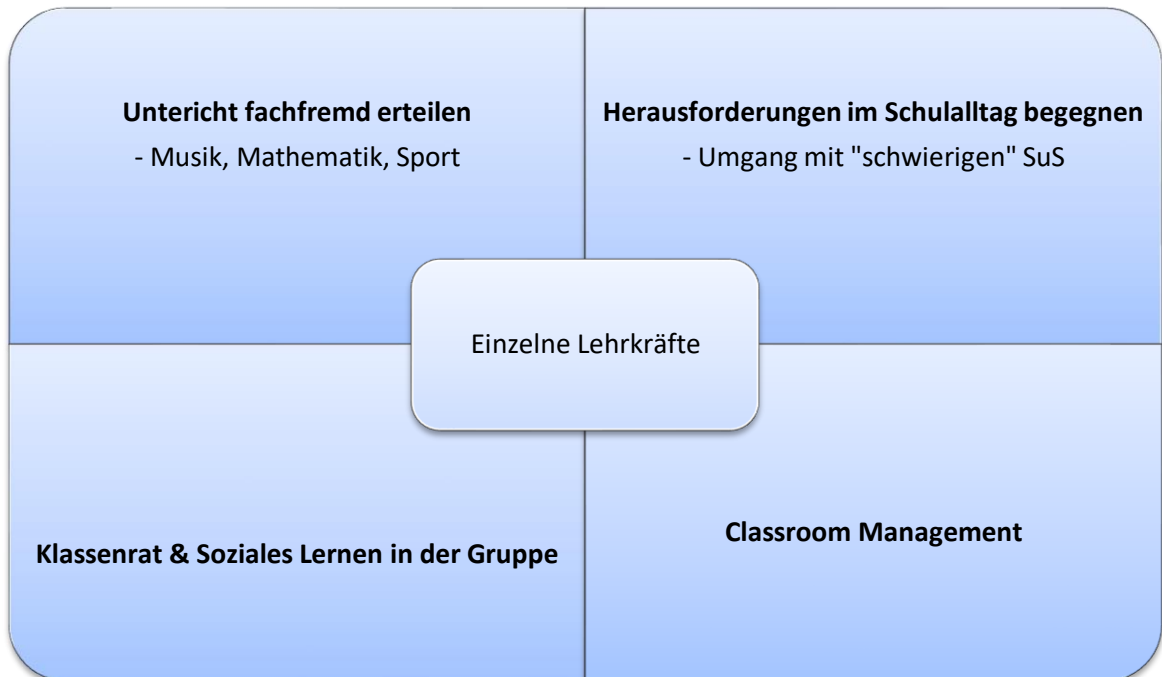 Untericht fachfremd erteilen
- Musik, Mathematik, Sport
Herausforderungen im Schulalltag begegnen
- Umgang mit "schwierigen" SuS
Einzelne Lehrkräfte
Klassenrat & Soziales Lernen in der Gruppe
Classroom Management